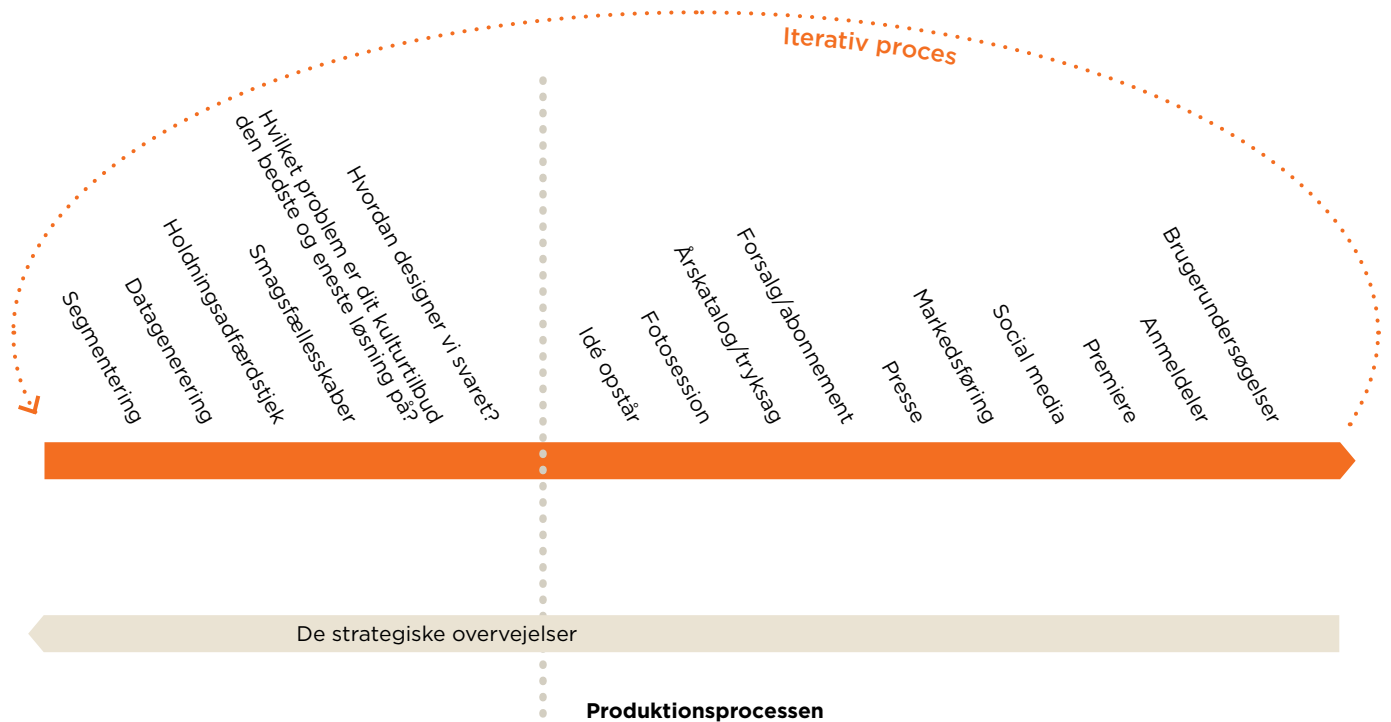 Iterativ proces
Segmentering
Datagenerering
Holdningsadfærdstjek
Smagsfællesskaber
Hvilket problem er dit kulturtilbud
den bedste og eneste løsning på?
Hvordan designer vi svaret?
Idé opstår
Fotosession
Årskatalog/tryksag
Forsalg/abonnement
Presse
Markedsføring
Social media
Premiere
Anmeldelser
Brugerundersøgelser
De strategiske overvejelser
Produktionsprocessen